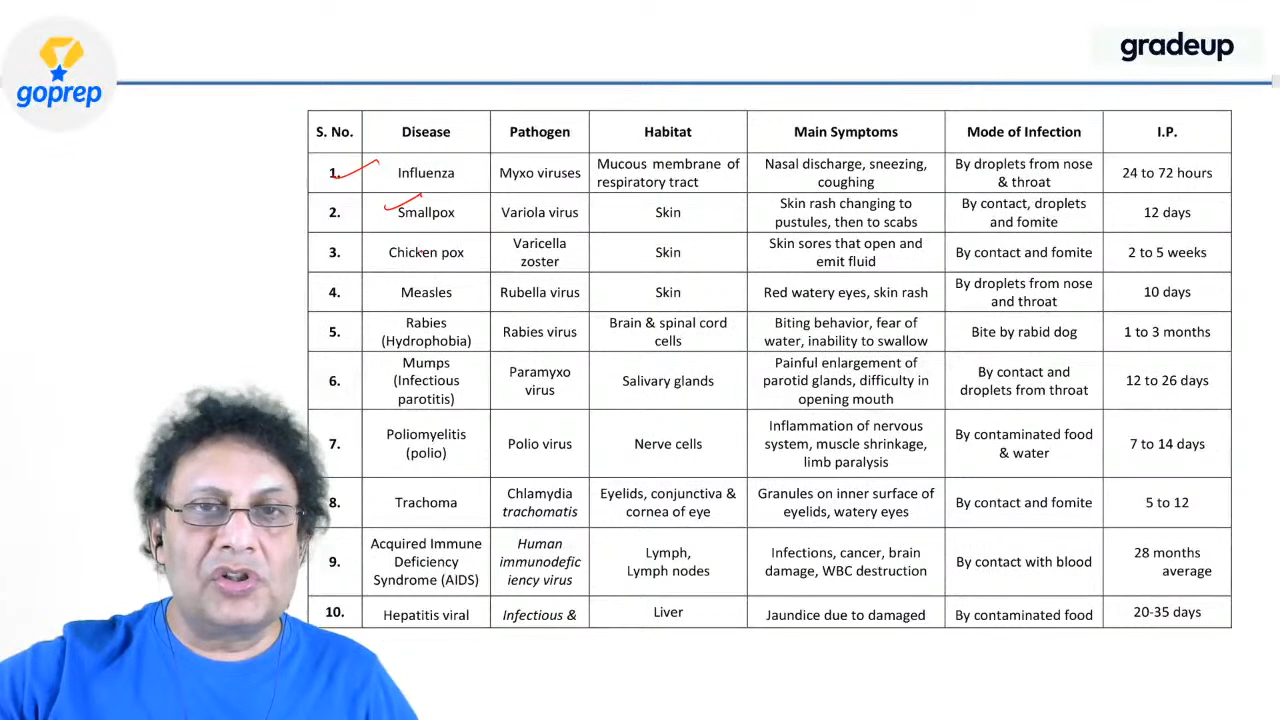 goprep
gradeup
S. No. Disease Pathogen Habitat Main Symptoms Mode of Infection I.P.
1. Influenza Myxo viruses Mucous membrane of respiratory tract Nasal discharge, sneezing, coughing By droplets from nose & throat 24 to 72 hours
2. Smallpox Variola virus Skin Skin rash changing to pustules, then to scabs By contact, droplets and fomite 12 days
3. Chicken pox Varicella zoster Skin Skin sores that open and emit fluid By contact and fomite 2 to 5 weeks
4. Measles Rubella virus Skin Red watery eyes, skin rash By droplets from nose and throat 10 days
5. Rabies (Hydrophobia) Rabies virus Brain & spinal cord cells Biting behavior, fear of water, inability to swallow Bite by rabid dog 1 to 3 months
6. Mumps (Infectious parotitis) Paramyxo virus Salivary glands Painful enlargement of parotid glands, difficulty in opening mouth By contact and droplets from throat 12 to 26 days
7. Poliomyelitis (polio) Polio virus Nerve cells Inflammation of nervous system, muscle shrinkage, limb paralysis By contaminated food & water 7 to 14 days
8. Trachoma Chlamydia trachomatis Eyelids, conjunctiva & cornea of eye Granules on inner surface of eyelids, watery eyes By contact and fomite 5 to 12
9. Acquired Immune Deficiency Syndrome (AIDS) Human immunodefic iency virus Lymph, Lymph nodes Infections, cancer, brain damage, WBC destruction By contact with blood 28 months average
10. Hepatitis viral Infectious & Liver Jaundice due to damaged By contaminated food 20-35 days